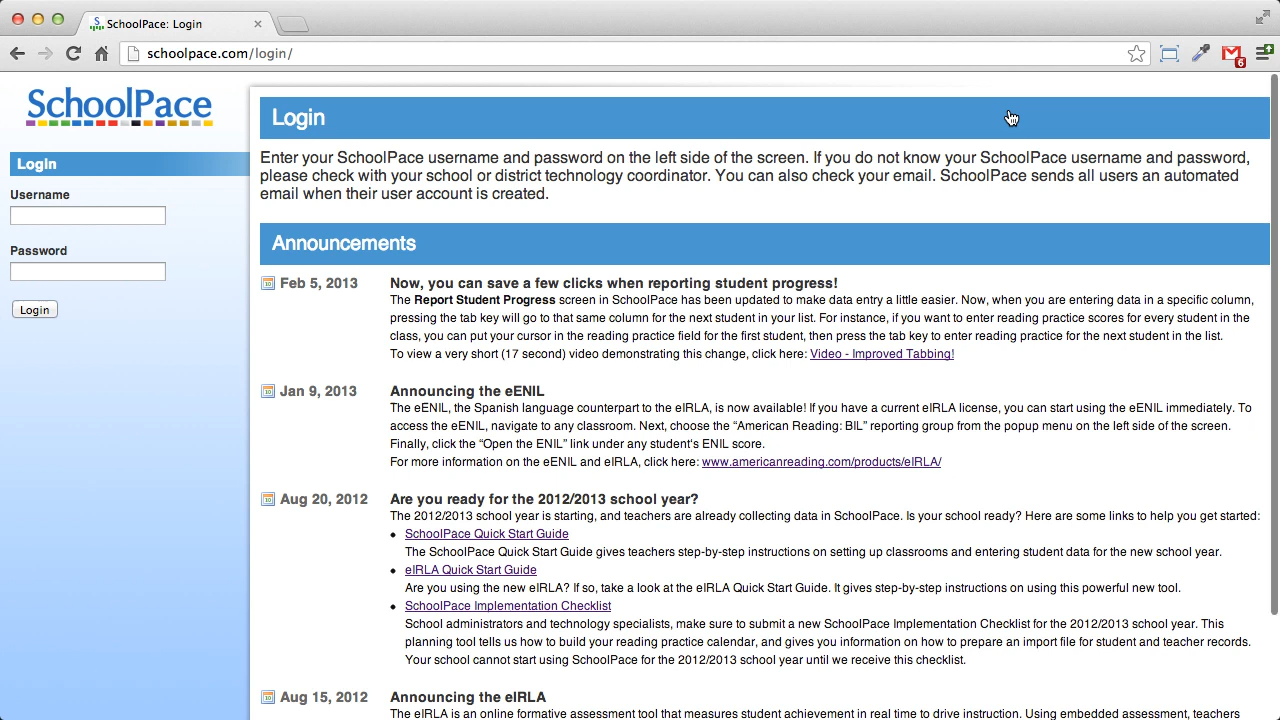 SchoolPace: Login
schoolpace.com/login/
6
SchoolPace
Login
Username
Password
Login
Login
Enter your SchoolPace username and password on the left side of the screen. If you do not know your SchoolPace username and password,
please check with your school or district technology coordinator. You can also check your email. SchoolPace sends all users an automated
email when their user account is created.
Announcements
Feb 5, 2013
Now, you can save a few clicks when reporting student progress!
The Report Student Progress screen in SchoolPace has been updated to make data entry a little easier. Now, when you are entering data in a specific column,
pressing the tab key will go to that same column for the next student in your list. For instance, if you want to enter reading practice scores for every student in the
class, you can put your cursor in the reading practice field for the first student, then press the tab key to enter reading practice for the next student in the list.
To view a very short (17 second) video demonstrating this change, click here: Video - Improved Tabbing!
Jan 9, 2013
Announcing the eENIL
The eENIL, the Spanish language counterpart to the eIRLA, is now available! If you have a current eIRLA license, you can start using the eENIL immediately. To
access the eENIL, navigate to any classroom. Next, choose the “American Reading: BIL” reporting group from the popup menu on the left side of the screen.
Finally, click the “Open the ENIL” link under any student's ENIL score.
For more information on the eENIL and eIRLA, click here: www.americanreading.com/products/eIRLA/
Aug 20, 2012
Are you ready for the 2012/2013 school year?
The 2012/2013 school year is starting, and teachers are already collecting data in SchoolPace. Is your school ready? Here are some links to help you get started:
• SchoolPace Quick Start Guide
The SchoolPace Quick Start Guide gives teachers step-by-step instructions on setting up classrooms and entering student data for the new school year.
• eIRLA Quick Start Guide
Are you using the new eIRLA? If so, take a look at the eIRLA Quick Start Guide. It gives step-by-step instructions on using this powerful new tool.
• SchoolPace Implementation Checklist
School administrators and technology specialists, make sure to submit a new SchoolPace Implementation Checklist for the 2012/2013 school year. This
planning tool tells us how to build your reading practice calendar, and gives you information on how to prepare an import file for student and teacher records.
Your school cannot start using SchoolPace for the 2012/2013 school year until we receive this checklist.
Aug 15, 2012
Announcing the eIRLA
The eIRLA is an online formative assessment tool that measures student achievement in real time to drive instruction. Using embedded assessment, teachers